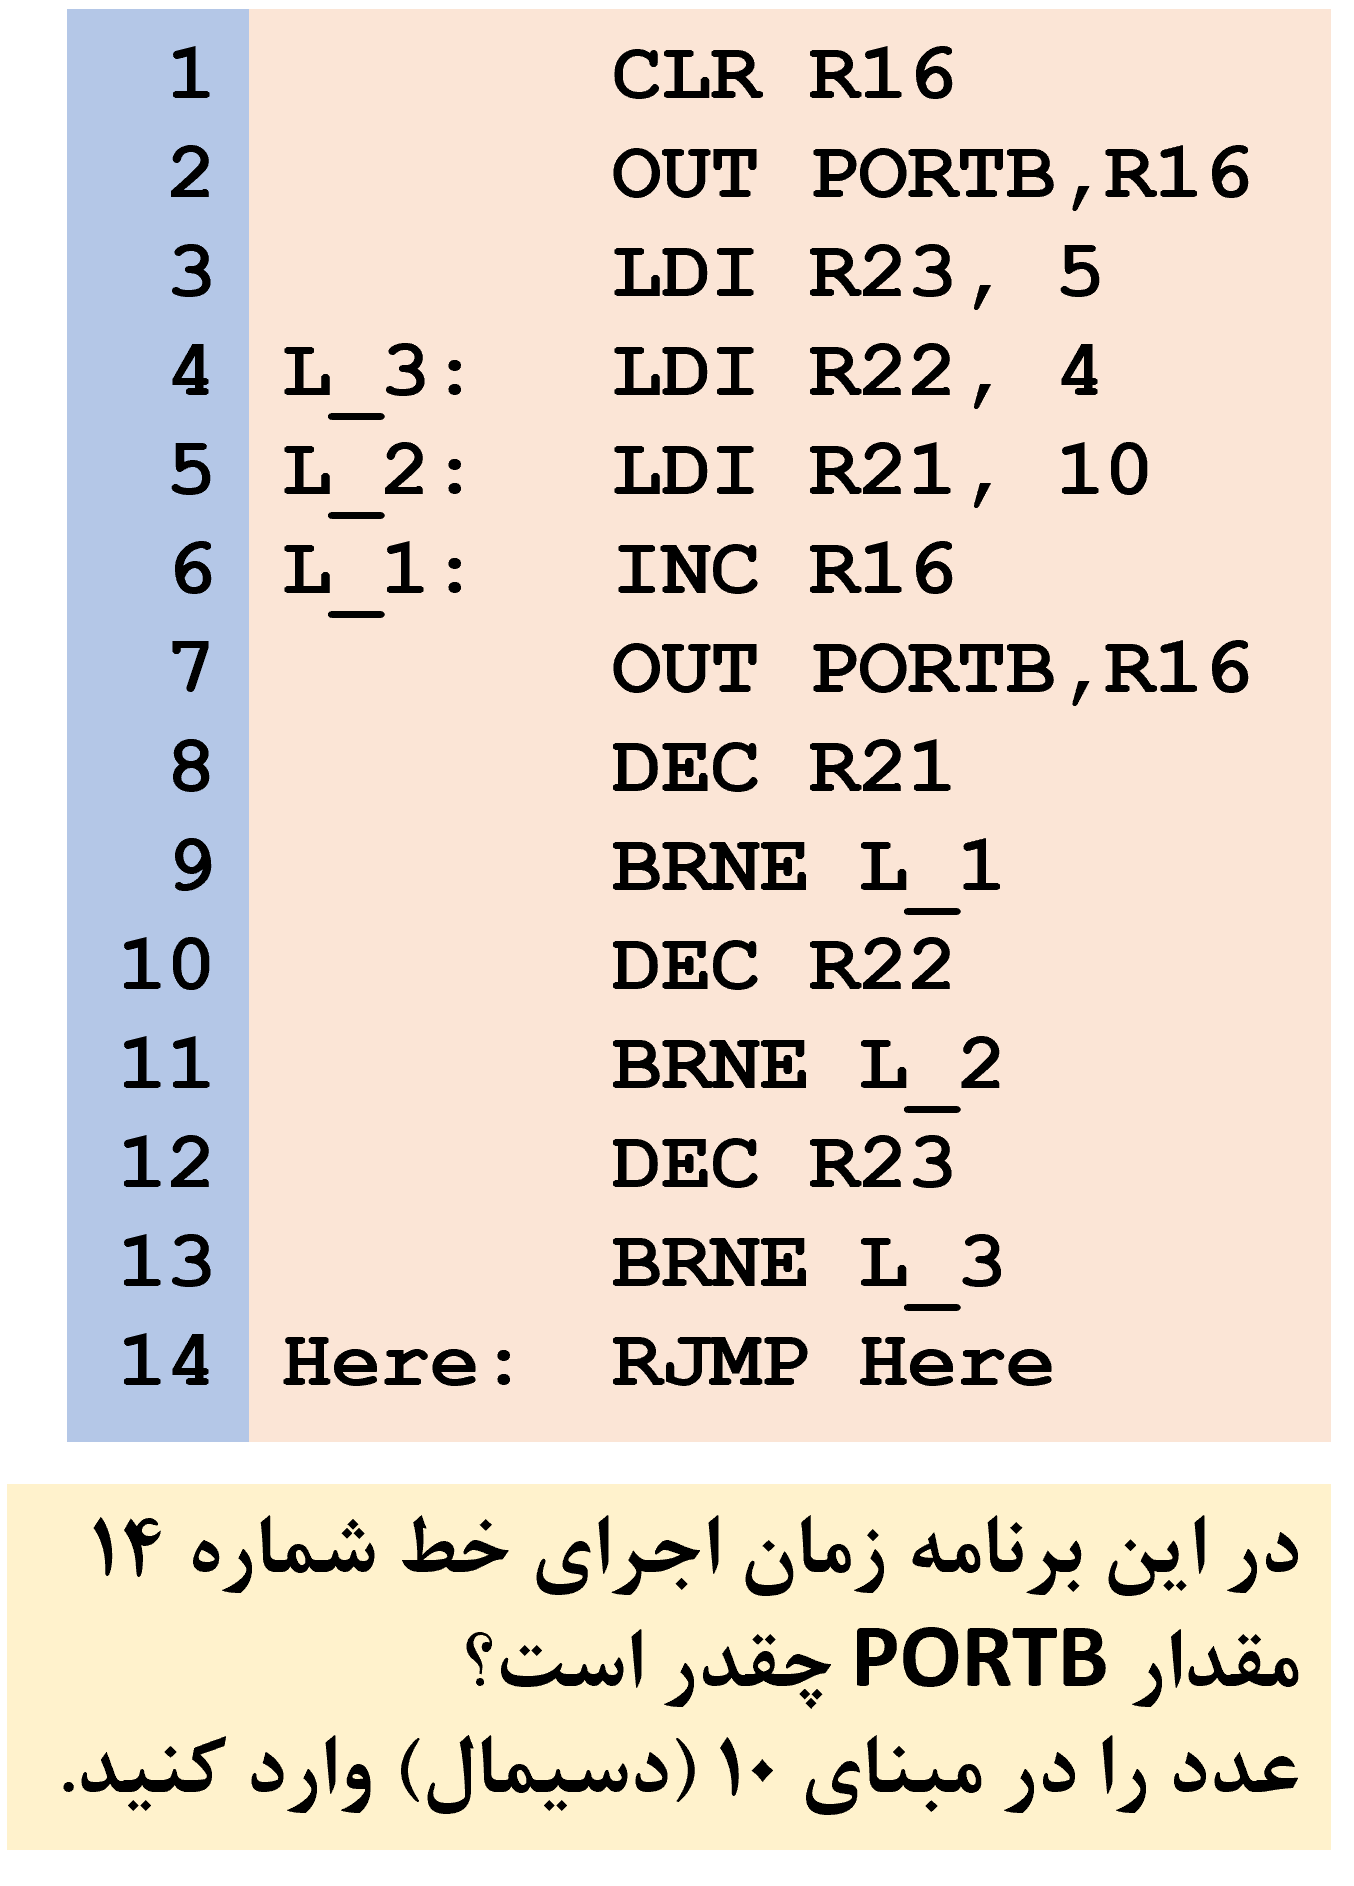 1 CLR R16
2 OUT PORTB,R16
3 LDI R23, 5
4 L_3: LDI R22, 4
5 L_2: LDI R21, 10
6 L_1: INC R16
7 OUT PORTB,R16
8 DEC R21
9 BRNE L_1
10 DEC R22
11 BRNE L_2
12 DEC R23
13 BRNE L_3
14 Here: RJMP Here
در این برنامه زمان اجرای خط شماره ۱۴
مقدار PORTB چقدر است؟
عدد را در مبنای ۱۰ (دسیمال) وارد کنید.